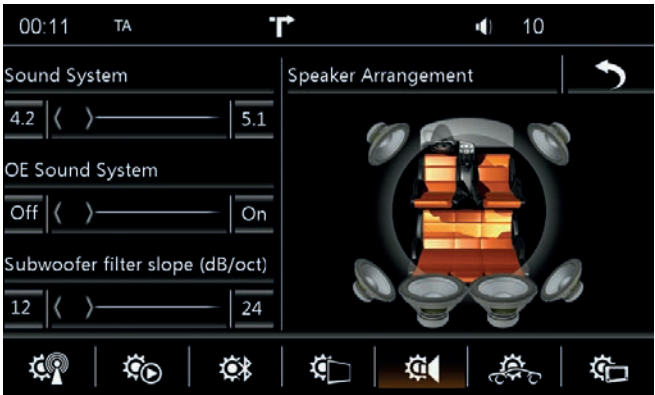 00:11 TA 10
Sound System
Speaker Arrangement
4.2 5.1
OE Sound System
Off On
Subwoofer filter slope (dB/oct)
12 24